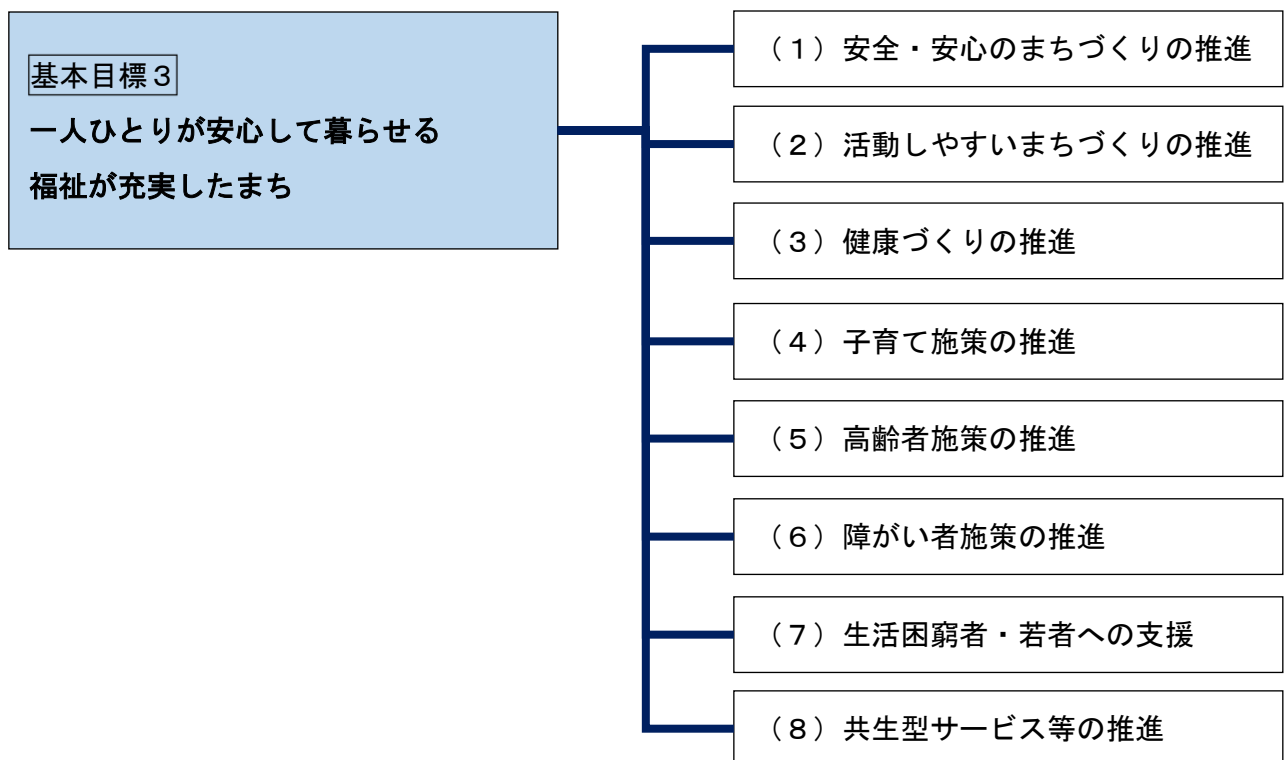 基本目標３
一人ひとりが安心して暮らせる
福祉が充実したまち
（１）安全・安心のまちづくりの推進
（２）活動しやすいまちづくりの推進
（３）健康づくりの推進
（４）子育て施策の推進
（５）高齢者施策の推進
（６）障がい者施策の推進
（７）生活困窮者・若者への支援
（８）共生型サービス等の推進